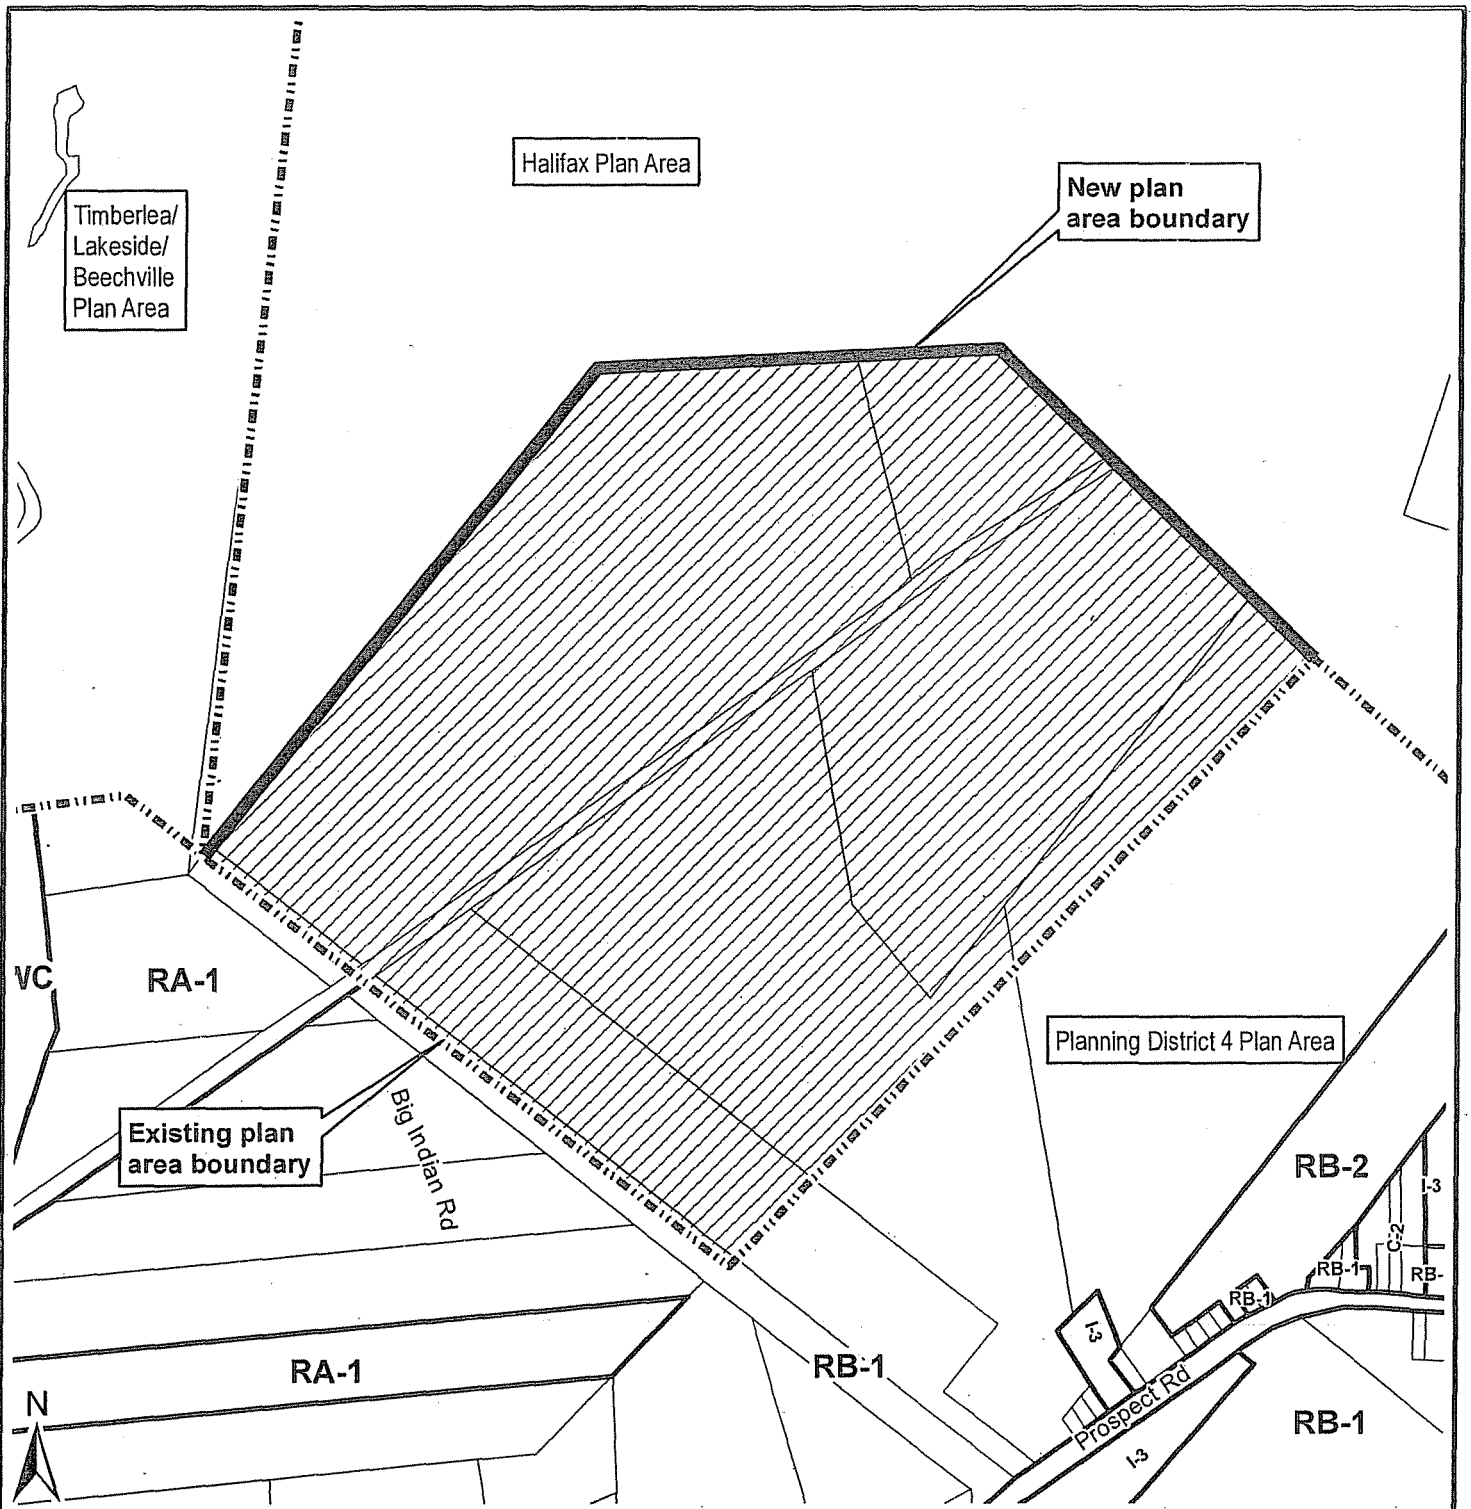 Halifax Plan Area
New plan
area boundary
Timberlea/
Lakeside/
Beechville
Plan Area
VC
RA-1
Planning District 4 Plan Area
Existing plan
area boundary
Big Indian Rd
RB-2
I-3
C-2
RB-1
RB-
RB-1
I-3
RA-1
RB-1
Prospect Rd
RB-1
I-3
N